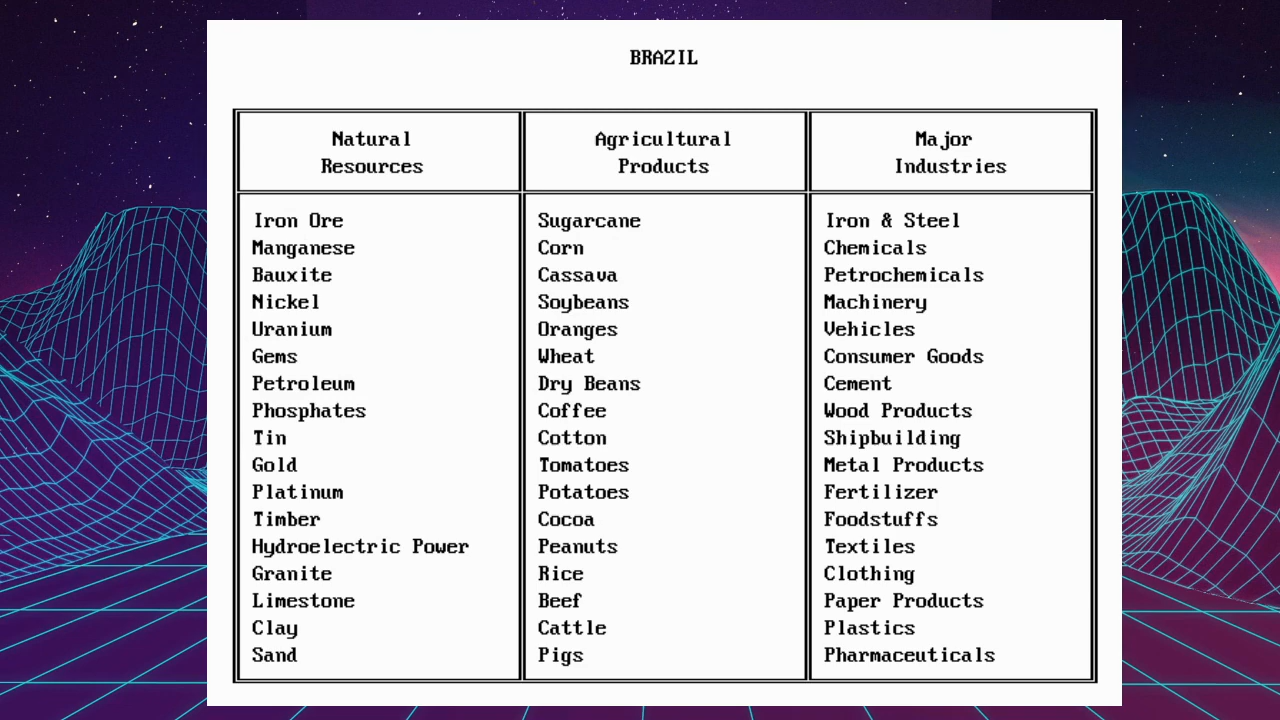 BRAZIL
Natural Resources | Agricultural Products | Major Industries
Iron Ore | Sugarcane | Iron & Steel
Manganese | Corn | Chemicals
Bauxite | Cassava | Petrochemicals
Nickel | Soybeans | Machinery
Uranium | Oranges | Vehicles
Gems | Wheat | Consumer Goods
Petroleum | Dry Beans | Cement
Phosphates | Coffee | Wood Products
Tin | Cotton | Shipbuilding
Gold | Tomatoes | Metal Products
Platinum | Potatoes | Fertilizer
Timber | Cocoa | Foodstuffs
Hydroelectric Power | Peanuts | Textiles
Granite | Rice | Clothing
Limestone | Beef | Paper Products
Clay | Cattle | Plastics
Sand | Pigs | Pharmaceuticals